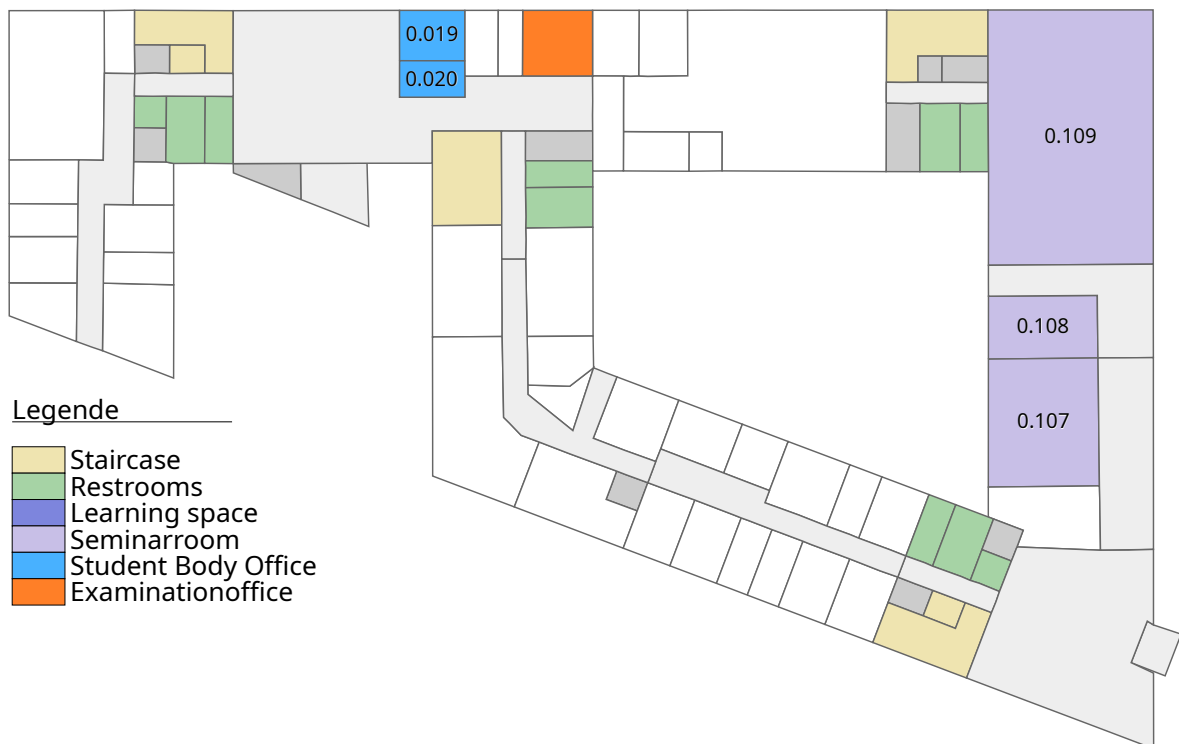 0.019
0.020
0.109
0.108
0.107
Legende
Staircase
Restrooms
Learning space
Seminarroom
Student Body Office
Examinationoffice